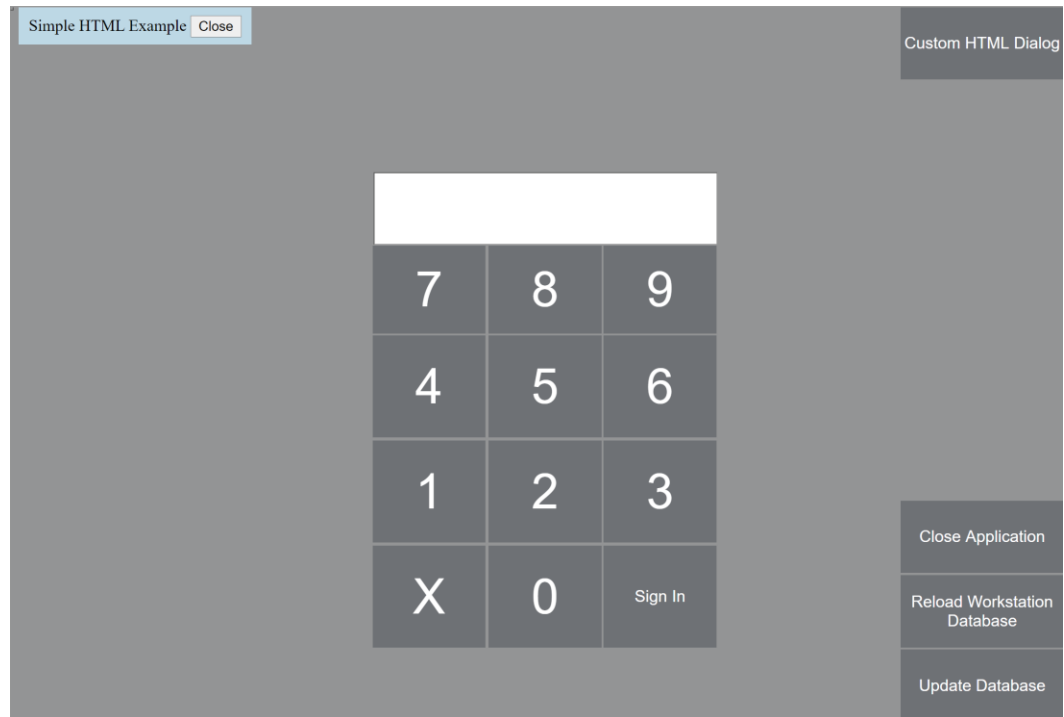 Simple HTML Example Close
Custom HTML Dialog
7 8 9
4 5 6
1 2 3
X 0 Sign In
Close Application
Reload Workstation
Database
Update Database